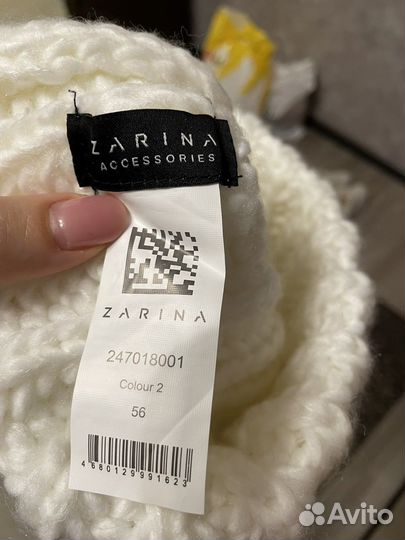 ZARINA
ACCESSORIES
ZARINA
247018001
Colour 2
56
4680129991623
Avito